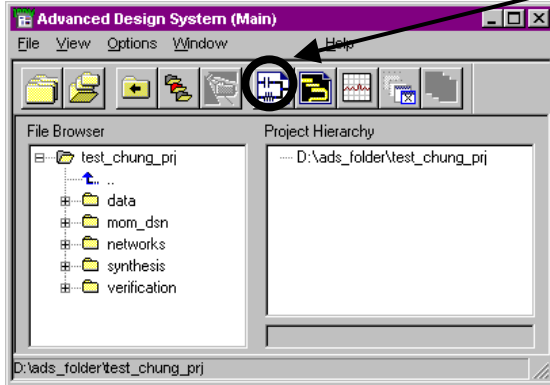 Advanced Design System (Main)
File View Options Window Help
File Browser
Project Hierarchy
test_chung_prj
D:\ads_folder\test_chung_prj
..
data
mom_dsn
networks
synthesis
verification
D:\ads_folder\test_chung_prj